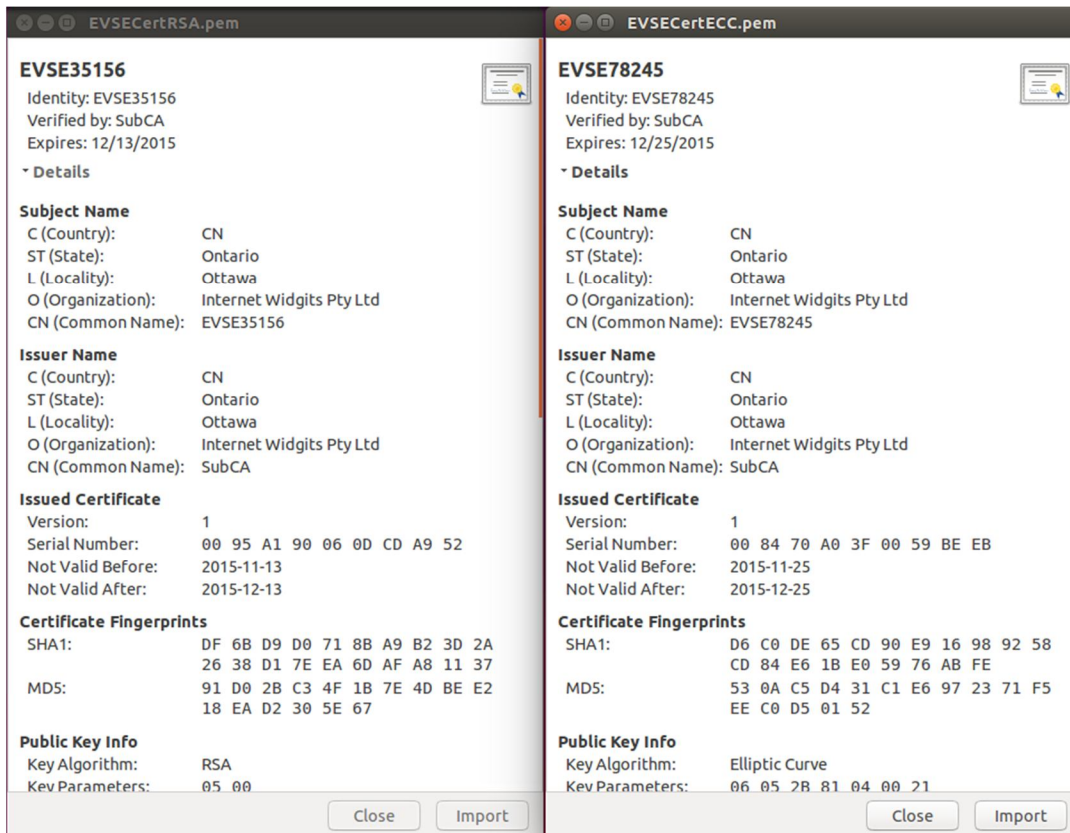 EVSECertRSA.pem
EVSE35156
Identity: EVSE35156
Verified by: SubCA
Expires: 12/13/2015
Details
Subject Name
C (Country): CN
ST (State): Ontario
L (Locality): Ottawa
O (Organization): Internet Widgits Pty Ltd
CN (Common Name): EVSE35156
Issuer Name
C (Country): CN
ST (State): Ontario
L (Locality): Ottawa
O (Organization): Internet Widgits Pty Ltd
CN (Common Name): SubCA
Issued Certificate
Version: 1
Serial Number: 00 95 A1 90 06 0D CD A9 52
Not Valid Before: 2015-11-13
Not Valid After: 2015-12-13
Certificate Fingerprints
SHA1: DF 6B D9 D0 71 8B A9 B2 3D 2A
26 38 D1 7E EA 6D AF A8 11 37
MD5: 91 D0 2B C3 4F 1B 7E 4D BE E2
18 EA D2 30 5E 67
Public Key Info
Key Algorithm: RSA
Key Parameters: 05 00
Close Import
EVSECertECC.pem
EVSE78245
Identity: EVSE78245
Verified by: SubCA
Expires: 12/25/2015
Details
Subject Name
C (Country): CN
ST (State): Ontario
L (Locality): Ottawa
O (Organization): Internet Widgits Pty Ltd
CN (Common Name): EVSE78245
Issuer Name
C (Country): CN
ST (State): Ontario
L (Locality): Ottawa
O (Organization): Internet Widgits Pty Ltd
CN (Common Name): SubCA
Issued Certificate
Version: 1
Serial Number: 00 84 70 A0 3F 00 59 BE EB
Not Valid Before: 2015-11-25
Not Valid After: 2015-12-25
Certificate Fingerprints
SHA1: D6 C0 DE 65 CD 90 E9 16 98 92 58
CD 84 E6 1B E0 59 76 AB FE
MD5: 53 0A C5 D4 31 C1 E6 97 23 71 F5
EE C0 D5 01 52
Public Key Info
Key Algorithm: Elliptic Curve
Key Parameters: 06 05 2B 81 04 00 21
Close Import